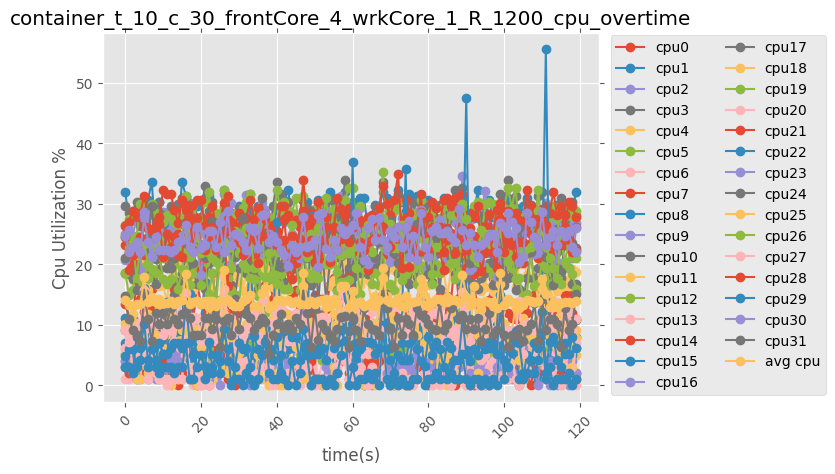 container_t_10_c_30_frontCore_4_wrkCore_1_R_1200_cpu_overtime
Cpu Utilization %
50
40
30
20
10
0
0
20
40
60
80
100
120
time(s)
cpu0
cpu1
cpu2
cpu3
cpu4
cpu5
cpu6
cpu7
cpu8
cpu9
cpu10
cpu11
cpu12
cpu13
cpu14
cpu15
cpu16
cpu17
cpu18
cpu19
cpu20
cpu21
cpu22
cpu23
cpu24
cpu25
cpu26
cpu27
cpu28
cpu29
cpu30
cpu31
avg cpu